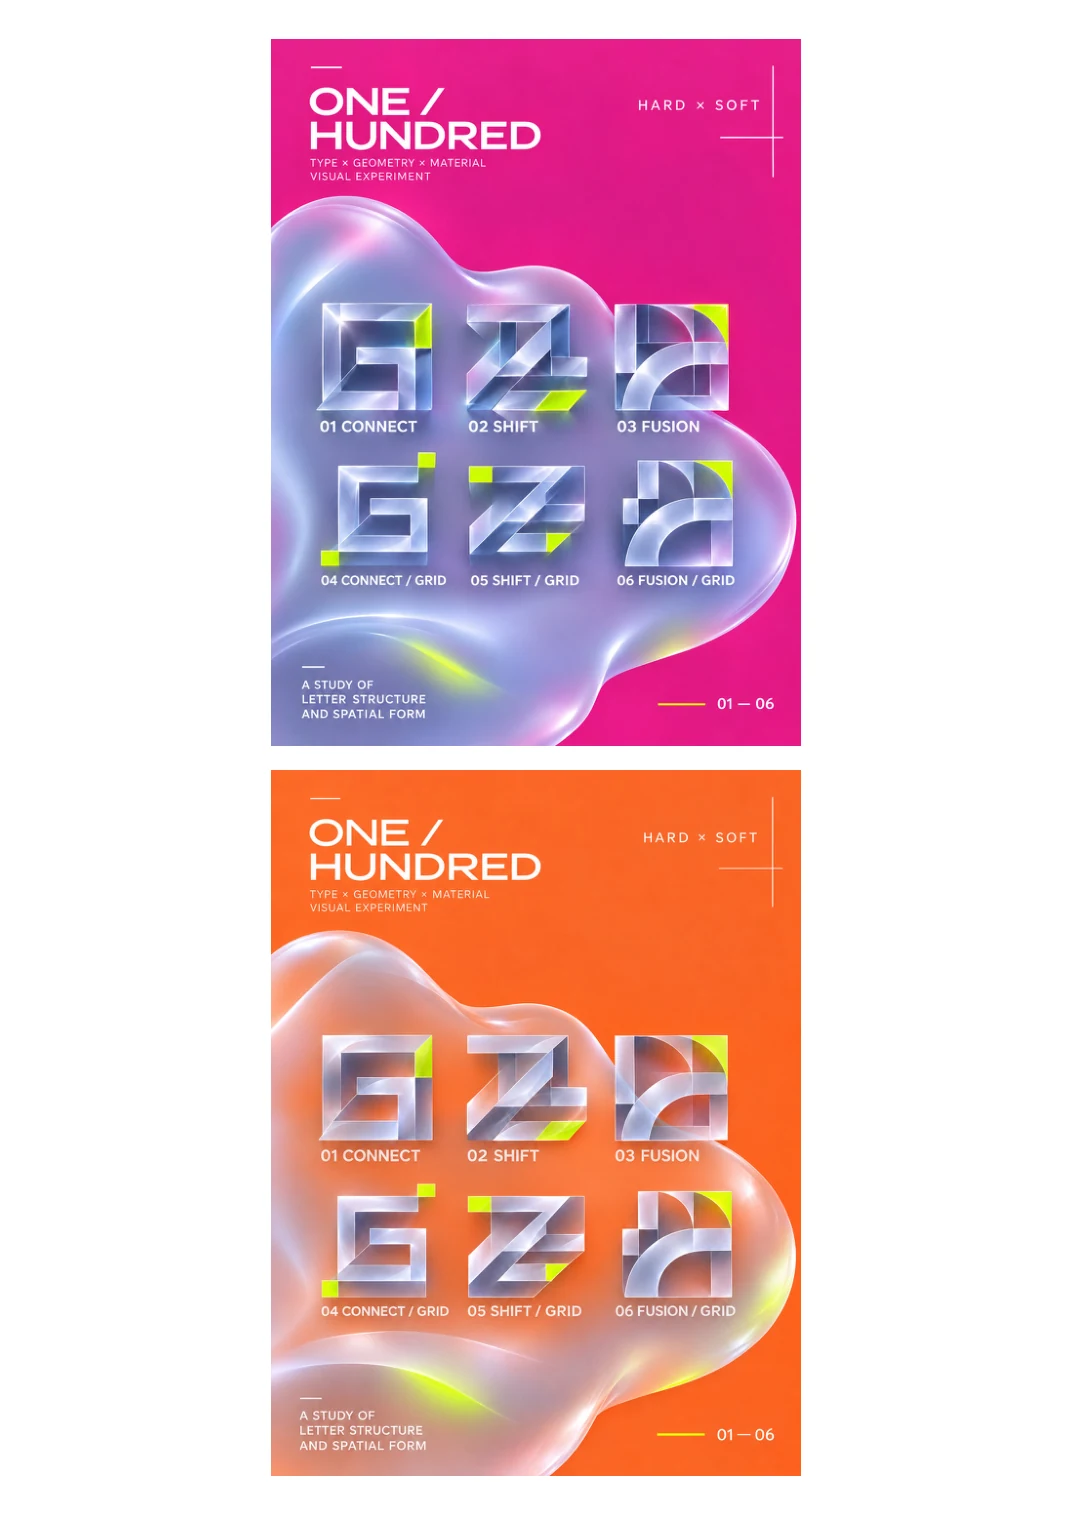 ONE /
HUNDRED
TYPE × GEOMETRY × MATERIAL
VISUAL EXPERIMENT
HARD × SOFT
01 CONNECT
02 SHIFT
03 FUSION
04 CONNECT / GRID
05 SHIFT / GRID
06 FUSION / GRID
A STUDY OF
LETTER STRUCTURE
AND SPATIAL FORM
01 — 06
ONE /
HUNDRED
TYPE × GEOMETRY × MATERIAL
VISUAL EXPERIMENT
HARD × SOFT
01 CONNECT
02 SHIFT
03 FUSION
04 CONNECT / GRID
05 SHIFT / GRID
06 FUSION / GRID
A STUDY OF
LETTER STRUCTURE
AND SPATIAL FORM
01 — 06